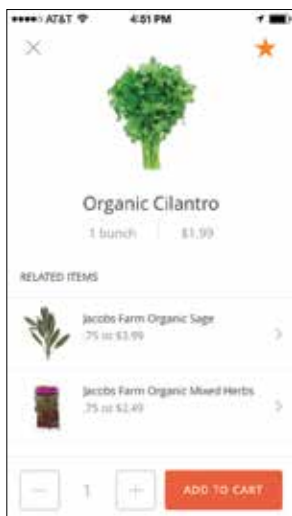 AT&T 4:51 PM
Organic Cilantro
1 bunch $1.99
RELATED ITEMS
Jacobs Farm Organic Sage
.75 oz $3.99
Jacobs Farm Organic Mixed Herbs
.75 oz $2.49
1
ADD TO CART